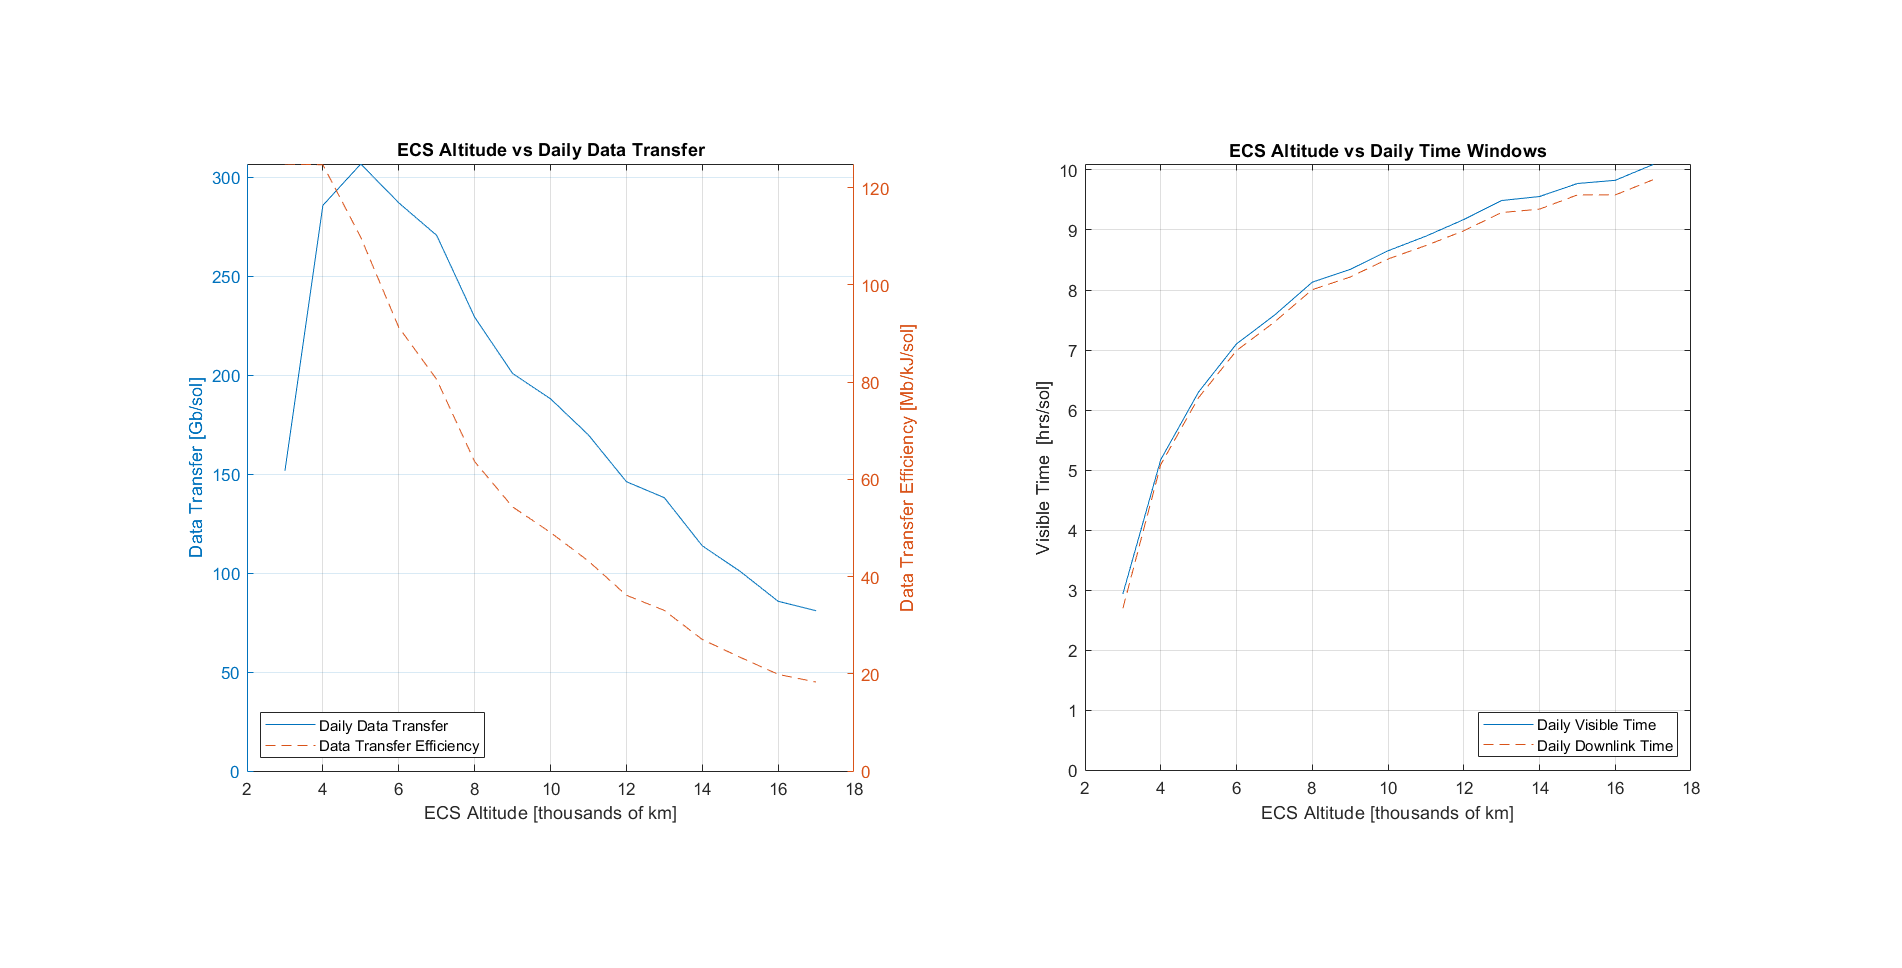 ECS Altitude vs Daily Data Transfer
300
250
200
150
100
50
0
Data Transfer [Gb/sol]
120
100
80
60
40
20
0
Data Transfer Efficiency [Mb/kJ/sol]
Daily Data Transfer
Data Transfer Efficiency
2 4 6 8 10 12 14 16 18
ECS Altitude [thousands of km]
ECS Altitude vs Daily Time Windows
10
9
8
7
6
5
4
3
2
1
0
Visible Time [hrs/sol]
Daily Visible Time
Daily Downlink Time
2 4 6 8 10 12 14 16 18
ECS Altitude [thousands of km]